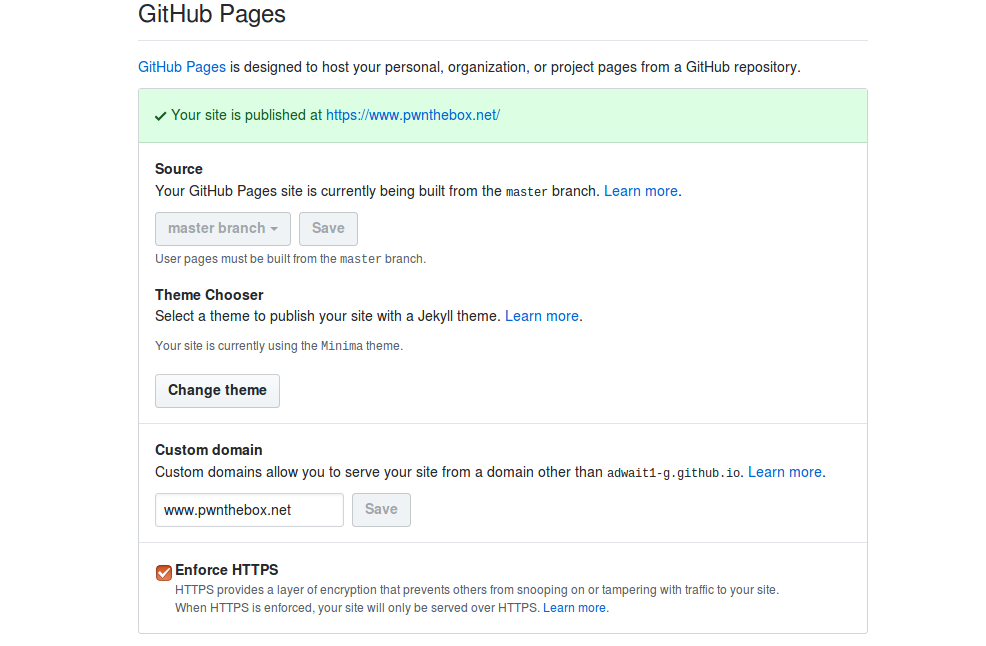 GitHub Pages
GitHub Pages is designed to host your personal, organization, or project pages from a GitHub repository.
Your site is published at https://www.pwnthebox.net/
Source
Your GitHub Pages site is currently being built from the master branch. Learn more.
master branch Save
User pages must be built from the master branch.
Theme Chooser
Select a theme to publish your site with a Jekyll theme. Learn more.
Your site is currently using the Minima theme.
Change theme
Custom domain
Custom domains allow you to serve your site from a domain other than adwait1-g.github.io. Learn more.
www.pwnthebox.net Save
Enforce HTTPS
HTTPS provides a layer of encryption that prevents others from snooping on or tampering with traffic to your site.
When HTTPS is enforced, your site will only be served over HTTPS. Learn more.